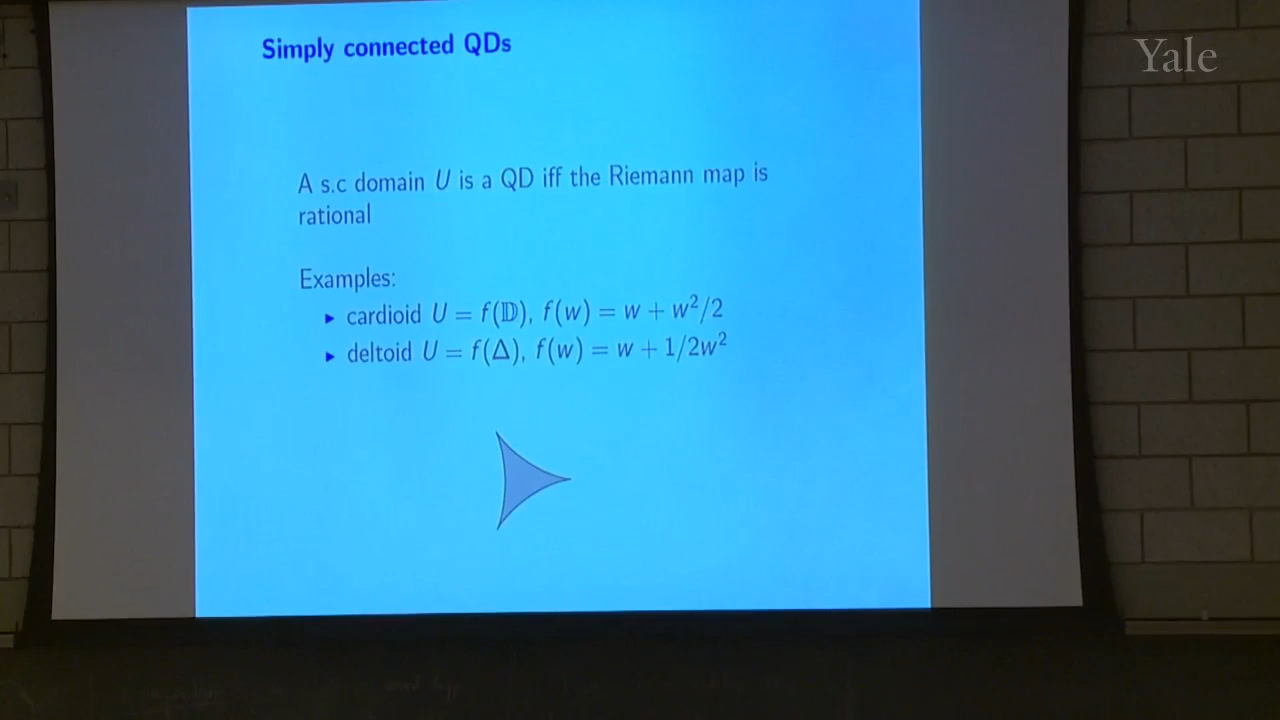 Simply connected QDs
Yale
A s.c domain U is a QD iff the Riemann map is
rational
Examples:
▶ cardioid U = f(𝔻), f(w) = w + w²/2
▶ deltoid U = f(Δ), f(w) = w + 1/2w²